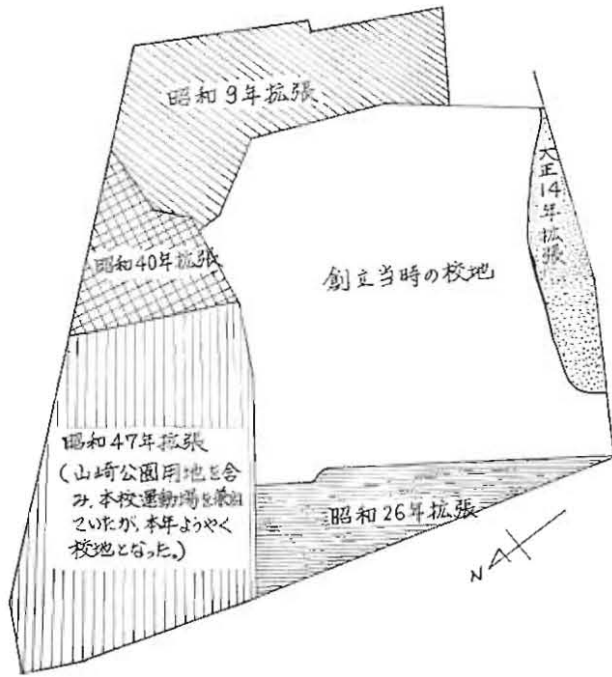 昭和9年拡張
大正14年拡張
昭和40年拡張
創立当時の校地
昭和47年拡張
(山崎公園用地を含
み、本校運動場を兼ね
ていたが、本年ようやく
校地となった。)
昭和26年拡張
N